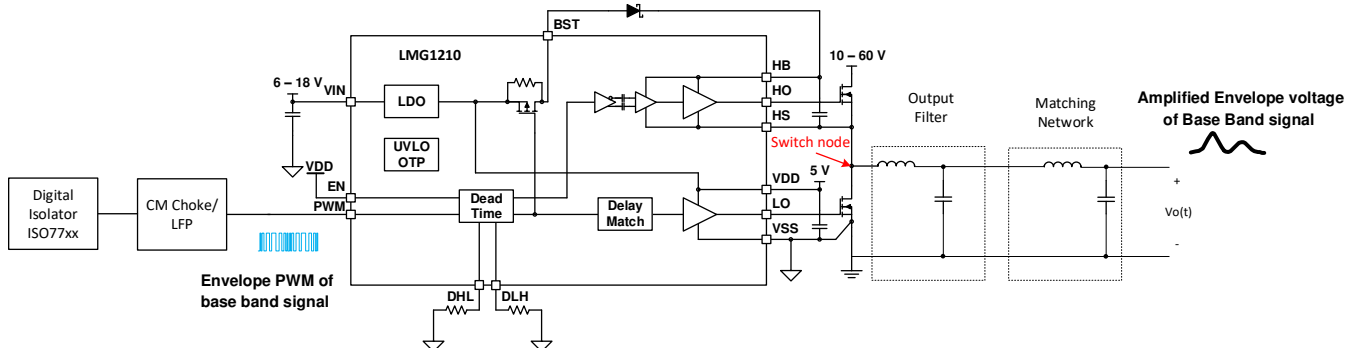 BST
LMG1210
10 – 60 V
HB
6 – 18 V
VIN
LDO
HO
Output
Filter
Matching
Network
Amplified Envelope voltage
of Base Band signal
HS
UVLO
OTP
Switch node
VDD
VDD
5 V
EN
Digital
Isolator
ISO77xx
CM Choke/
LFP
PWM
Dead
Time
Delay
Match
LO
+
Vo(t)
-
VSS
Envelope PWM of
base band signal
DHL
DLH